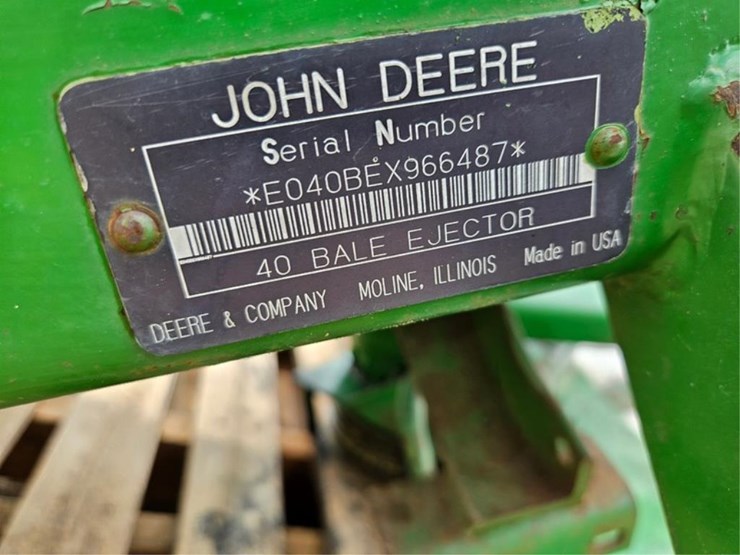 JOHN DEERE
Serial Number
*E040BEX966487*
40 BALE EJECTOR
DEERE & COMPANY MOLINE, ILLINOIS Made in USA